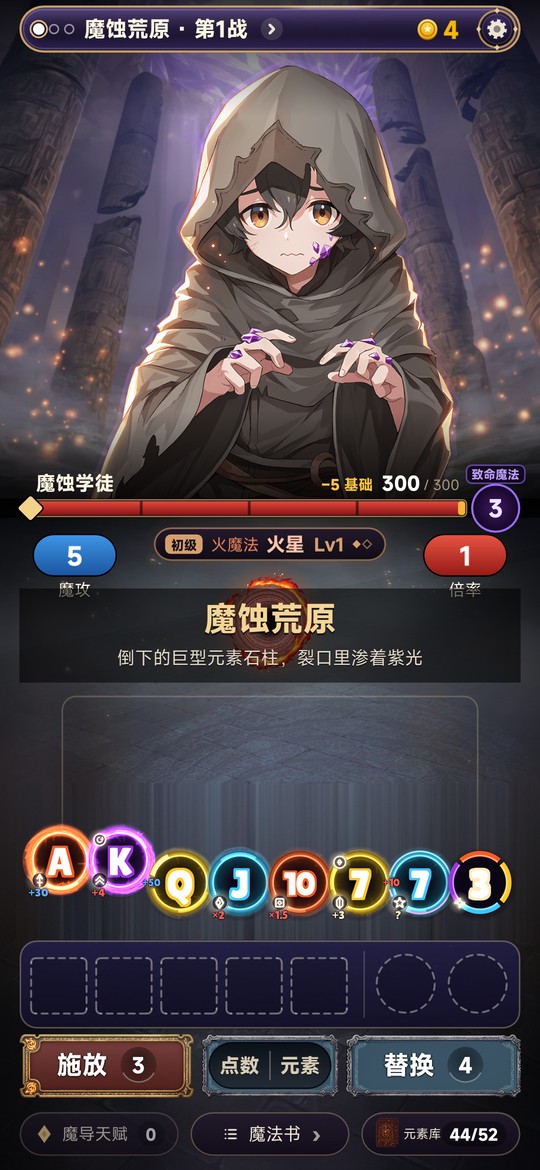 魔蚀荒原 · 第1战
4
魔蚀学徒
-5 基础 300 / 300
致命魔法
3
5
魔攻
初级 火魔法 火星 Lv1
1
倍率
魔蚀荒原
倒下的巨型元素石柱，裂口里渗着紫光
A K Q J 10 7 7 3
+30 +4 +50 ×2 ×1.5 +3 +10 ?
施放 3
点数 元素
替换 4
魔导天赋 0
魔法书
元素库 44/52